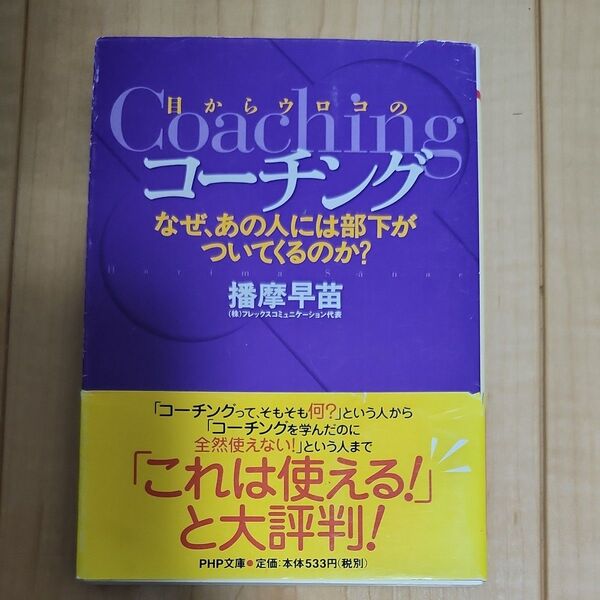 目からウロコの
Coaching
コーチング
なぜ、あの人には部下が
ついてくるのか?
Harima Sanae
播摩早苗
(株)フレックスコミュニケーション代表
「コーチングって、そもそも何?」という人から
「コーチングを学んだのに
全然使えない!」という人まで
「これは使える!」
と大評判!
PHP文庫●定価:本体533円(税別)